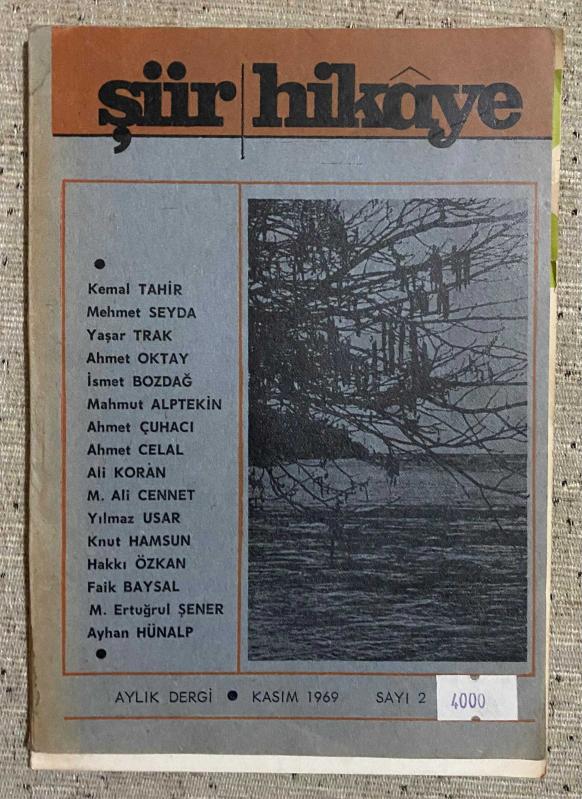 şiir hikâye
Kemal TAHİR
Mehmet SEYDA
Yaşar TRAK
Ahmet OKTAY
İsmet BOZDAĞ
Mahmut ALPTEKİN
Ahmet ÇUHACI
Ahmet CELAL
Ali KORÀN
M. Ali CENNET
Yılmaz USAR
Knut HAMSUN
Hakkı ÖZKAN
Faik BAYSAL
M. Ertuğrul ŞENER
Ayhan HÜNALP
AYLIK DERGİ ● KASIM 1969 SAYI 2
4000